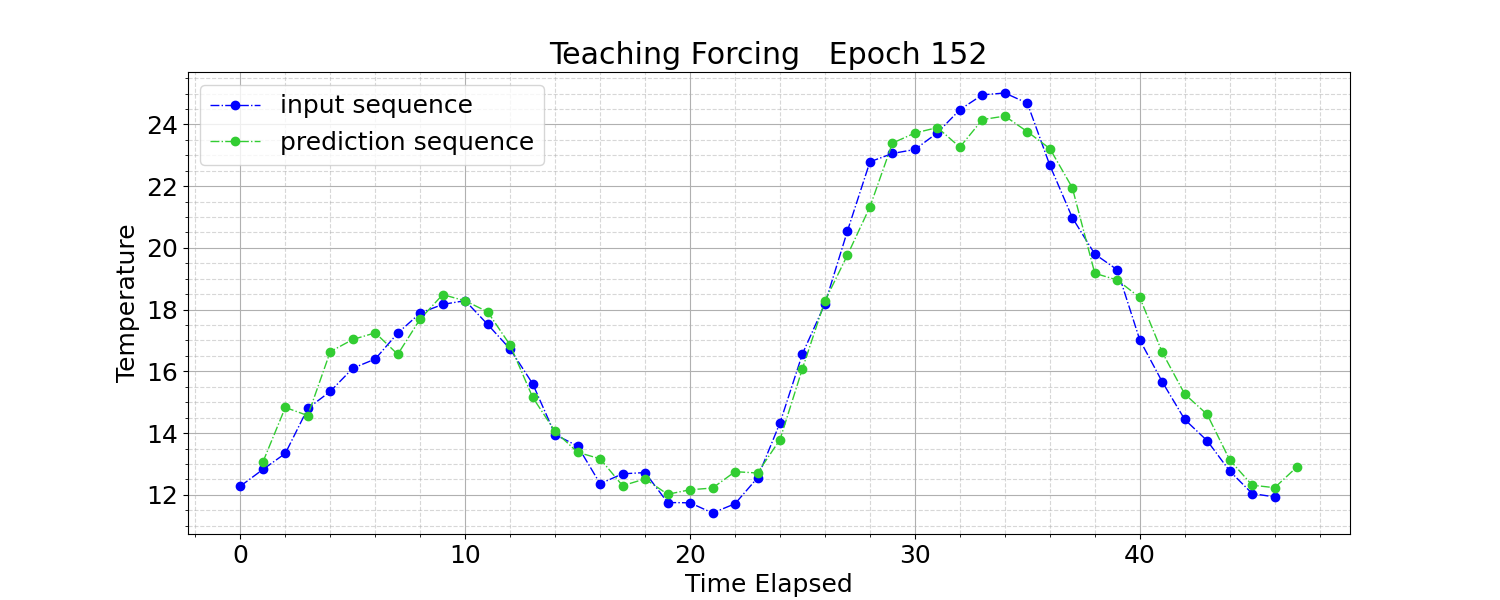 Teaching Forcing   Epoch 152
input sequence
prediction sequence
24
22
20
18
16
14
12
Temperature
0 10 20 30 40
Time Elapsed